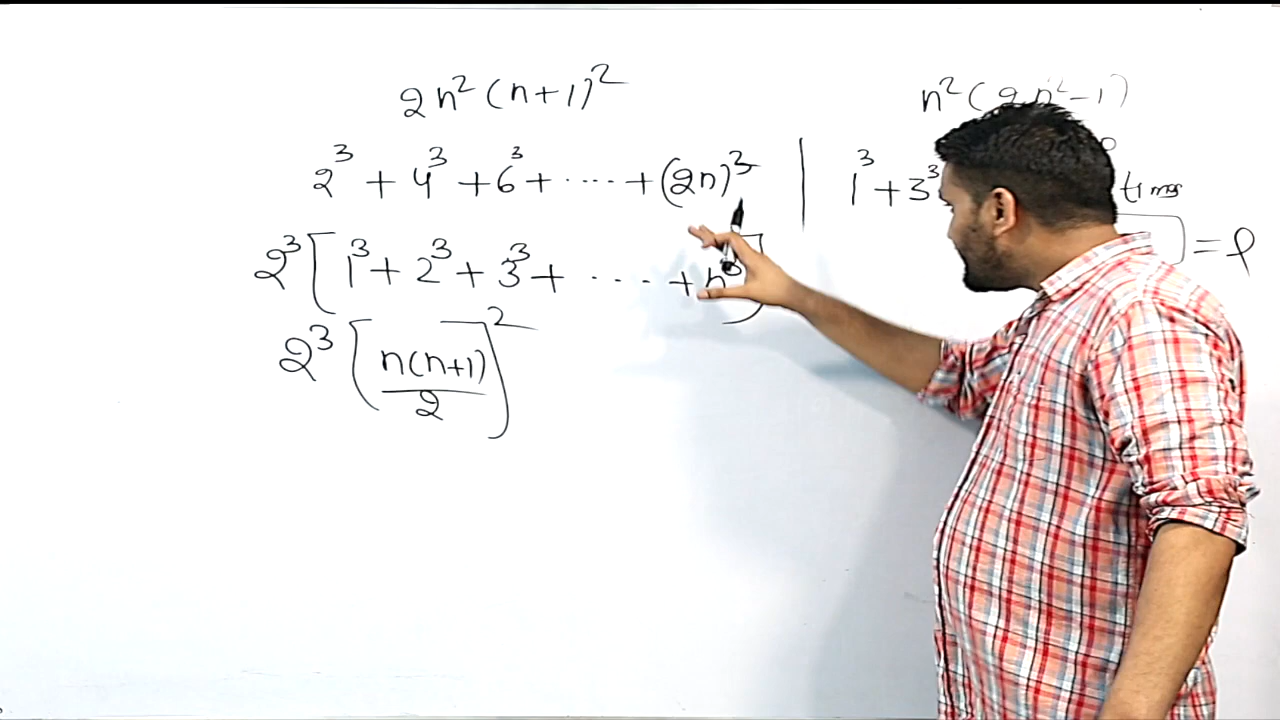 2n²(n+1)²
2³ + 4³ + 6³ + ..... + (2n)³
2³ [ 1³ + 2³ + 3³ + .... + n³ ]
2³ [ n(n+1)/2 ]²
n²(2n²-1)
1³ + 3³ times
= l